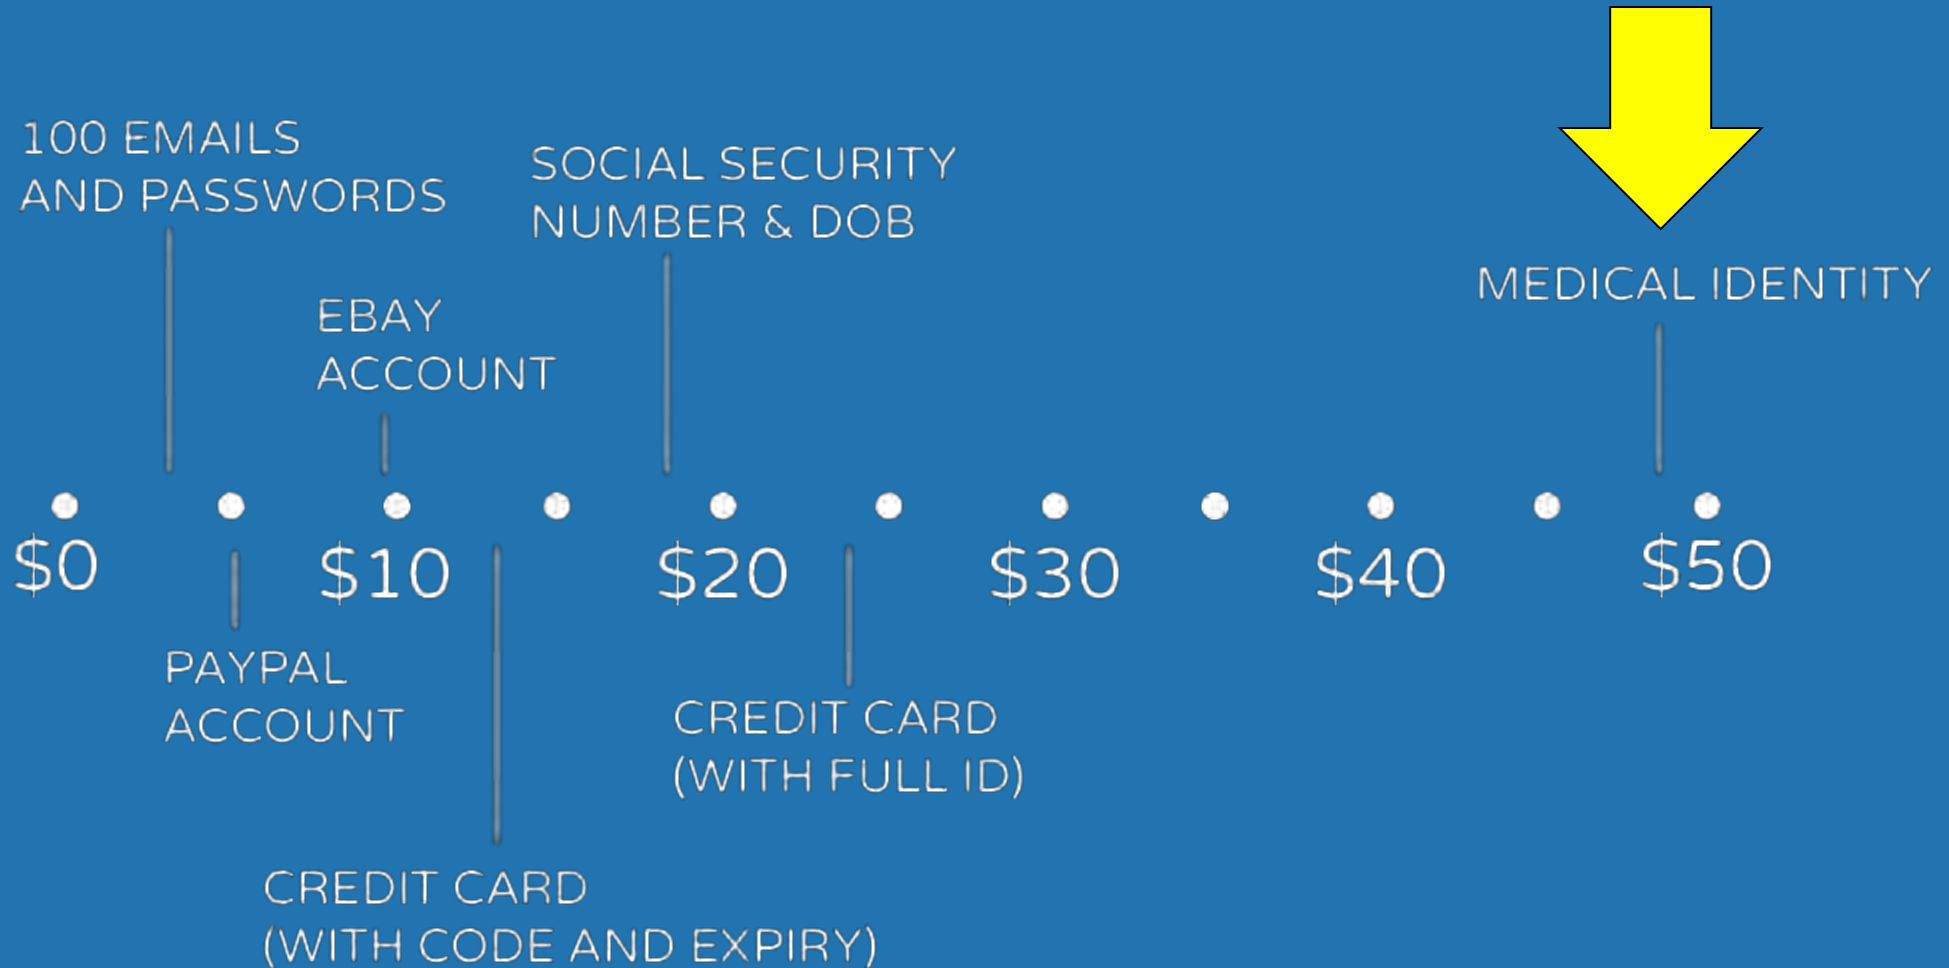 100 EMAILS
AND PASSWORDS
SOCIAL SECURITY
NUMBER & DOB
MEDICAL IDENTITY
EBAY
ACCOUNT
$0 $10 $20 $30 $40 $50
PAYPAL
ACCOUNT
CREDIT CARD
(WITH FULL ID)
CREDIT CARD
(WITH CODE AND EXPIRY)